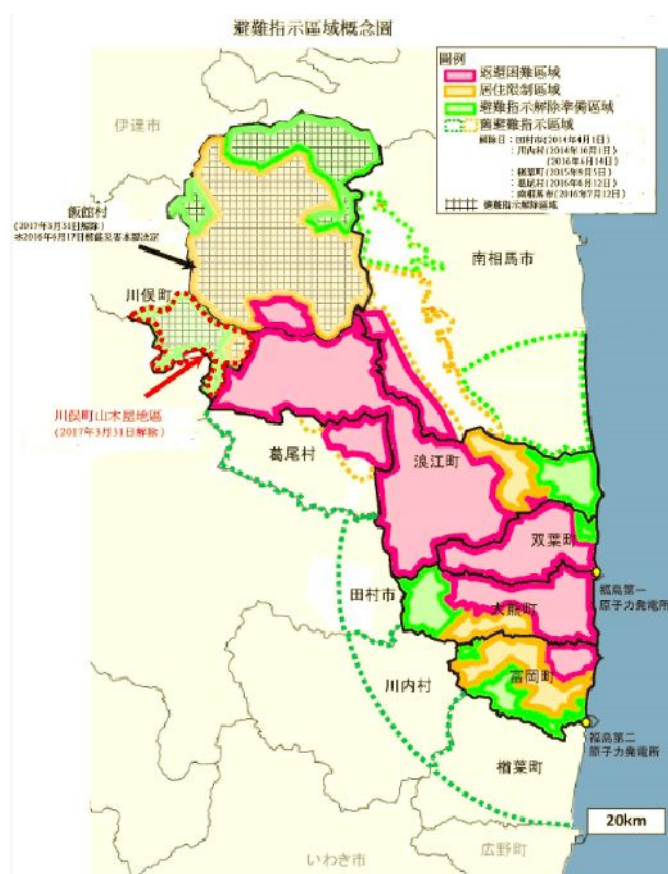 避難指示區域概念圖
圖例
返還困難區域
居住限制區域
避難指示解除準備區域
舊避難指示區域
解除日：田村市(2014年4月1日)
：川內村(2014年10月1日)
(2016年6月14日)
：楢葉町(2015年9月5日)
：葛尾村(2016年6月12日)
：南相馬市(2016年7月12日)
避難指示解除區域
伊達市
飯館村
(2017年3月31日解除)
川俣町
南相馬市
川俣町山木屋地區
(2017年3月31日解除)
葛尾村
浪江町
双葉町
福島第一
原子力発電所
田村市
大熊町
富岡町
川内村
福島第二
原子力発電所
楢葉町
20km
広野町
いわき市